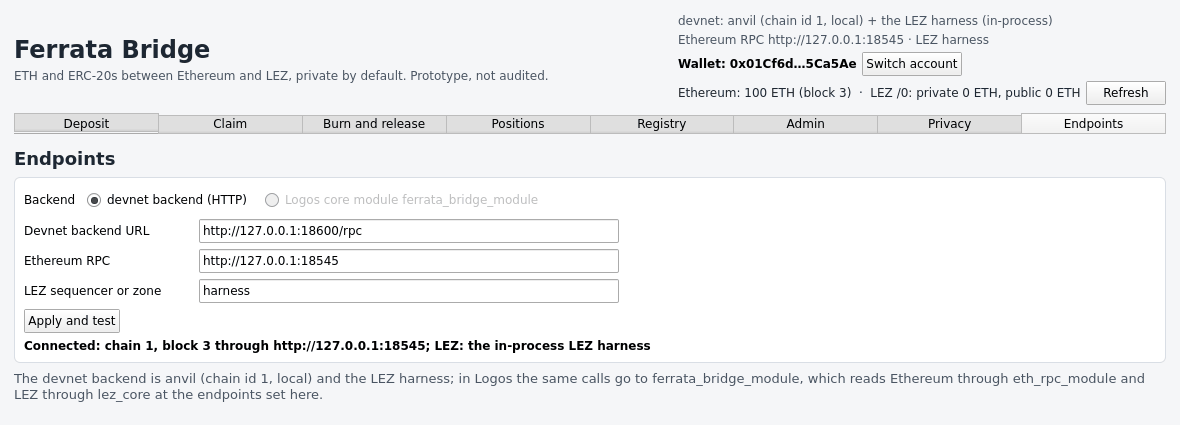 Ferrata Bridge
ETH and ERC-20s between Ethereum and LEZ, private by default. Prototype, not audited.
devnet: anvil (chain id 1, local) + the LEZ harness (in-process)
Ethereum RPC http://127.0.0.1:18545 · LEZ harness
Wallet: 0x01Cf6d…5Ca5Ae Switch account
Ethereum: 100 ETH (block 3) · LEZ /0: private 0 ETH, public 0 ETH Refresh
Deposit Claim Burn and release Positions Registry Admin Privacy Endpoints
Endpoints
Backend devnet backend (HTTP) Logos core module ferrata_bridge_module
Devnet backend URL http://127.0.0.1:18600/rpc
Ethereum RPC http://127.0.0.1:18545
LEZ sequencer or zone harness
Apply and test
Connected: chain 1, block 3 through http://127.0.0.1:18545; LEZ: the in-process LEZ harness
The devnet backend is anvil (chain id 1, local) and the LEZ harness; in Logos the same calls go to ferrata_bridge_module, which reads Ethereum through eth_rpc_module and
LEZ through lez_core at the endpoints set here.